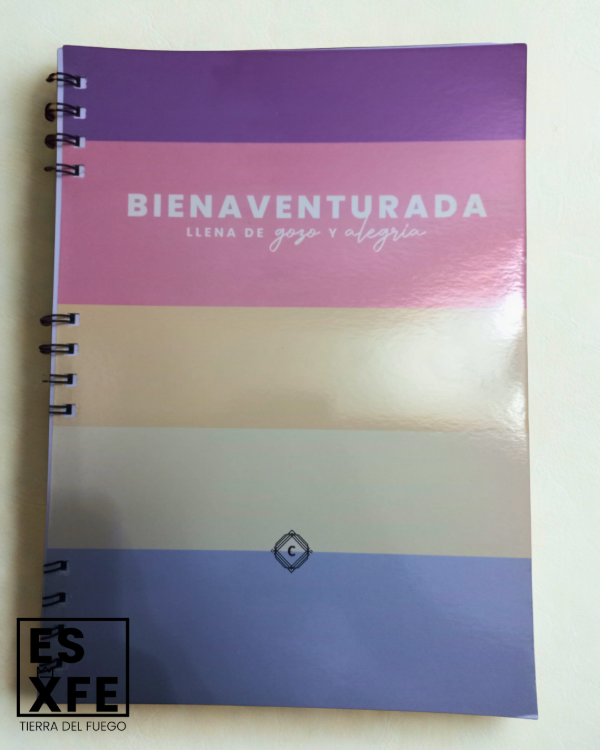 BIENAVENTURADA
LLENA DE gozo Y alegría
C
ES
XFE
TIERRA DEL FUEGO